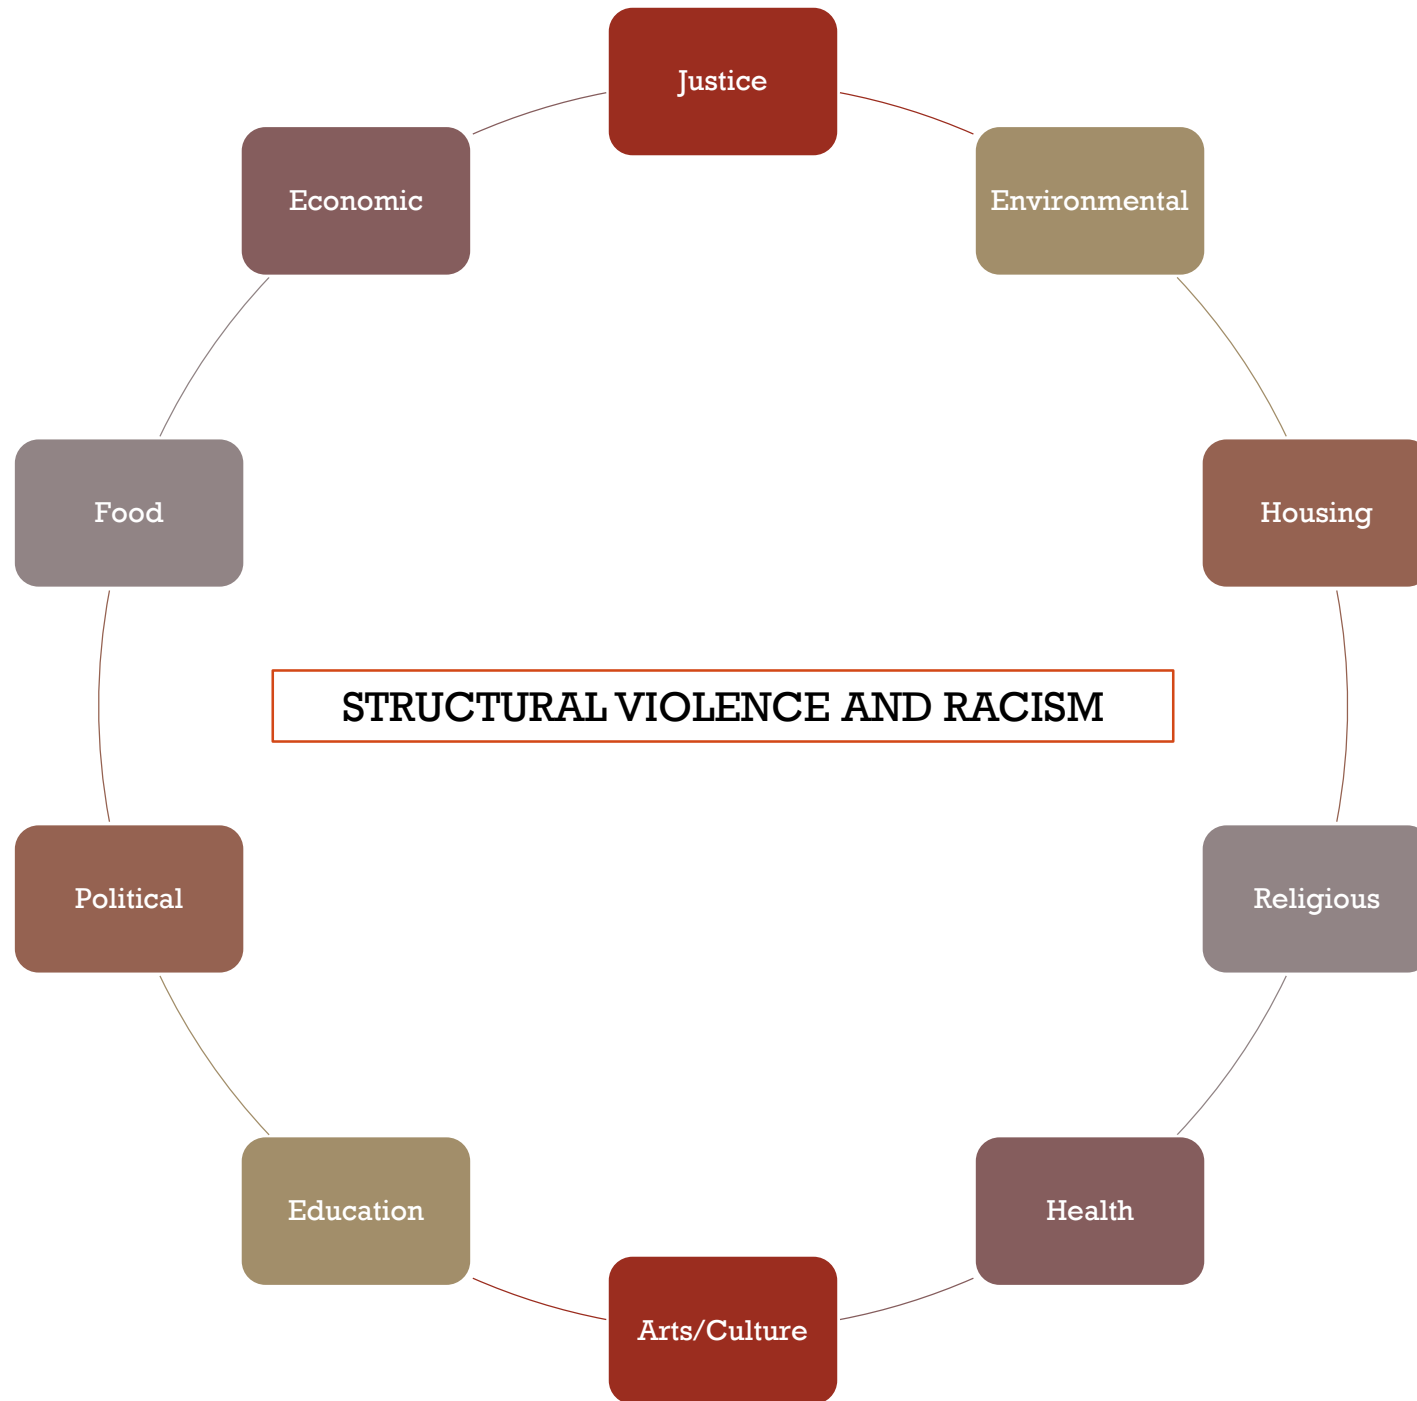 Justice
Environmental
Housing
Religious
Health
Arts/Culture
Education
Political
Food
Economic
STRUCTURAL VIOLENCE AND RACISM